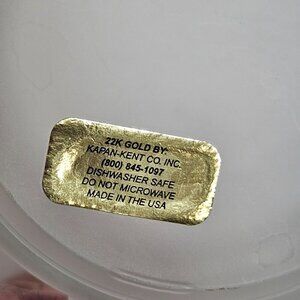 22K GOLD BY:
KAPAN-KENT CO. INC.
(800) 845-1097
DISHWASHER SAFE
DO NOT MICROWAVE
MADE IN THE USA